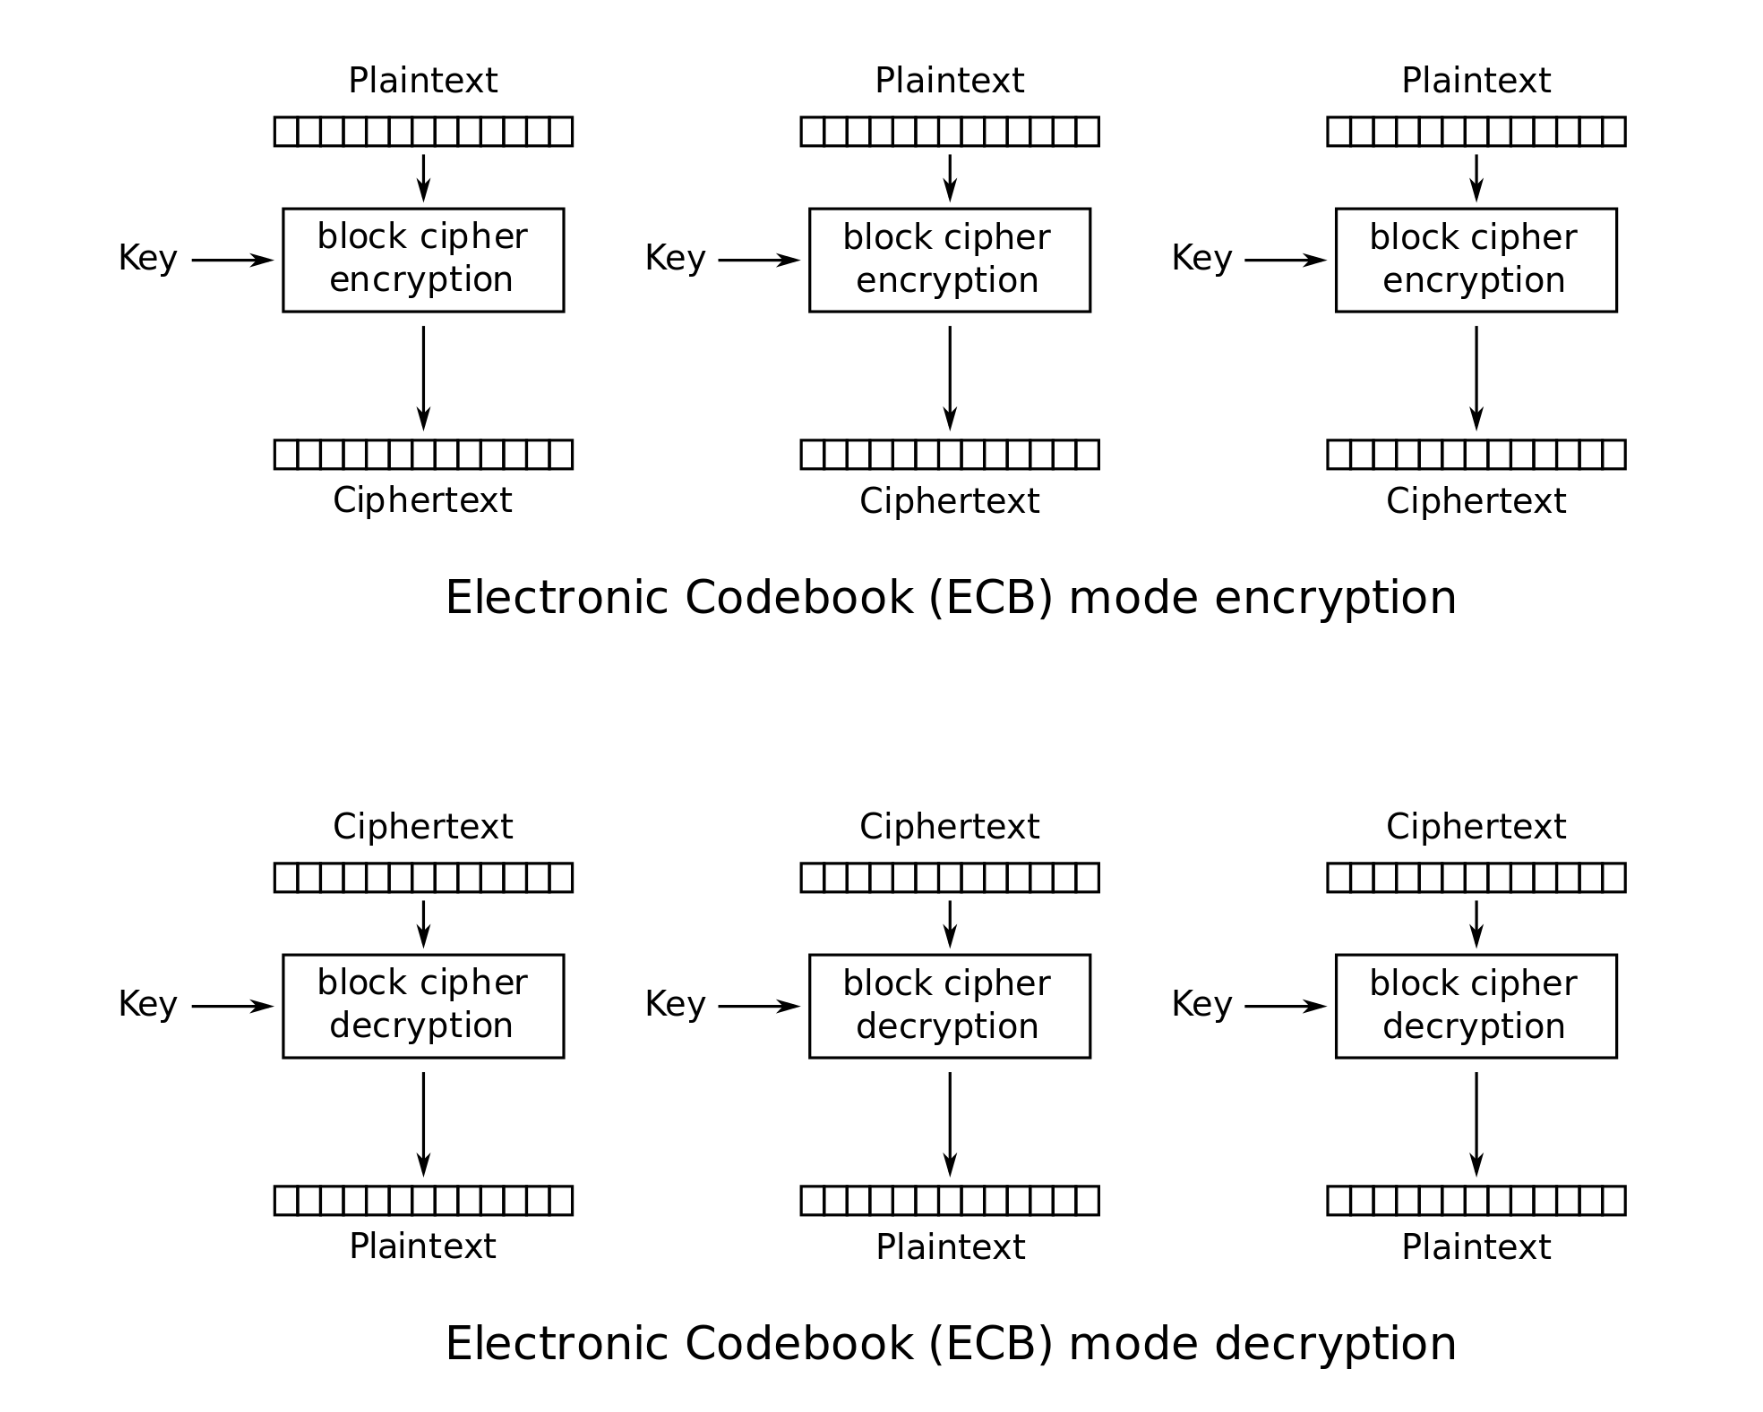 Plaintext Plaintext Plaintext
Key block cipher Key block cipher Key block cipher
encryption encryption encryption
Ciphertext Ciphertext Ciphertext
Electronic Codebook (ECB) mode encryption
Ciphertext Ciphertext Ciphertext
Key block cipher Key block cipher Key block cipher
decryption decryption decryption
Plaintext Plaintext Plaintext
Electronic Codebook (ECB) mode decryption